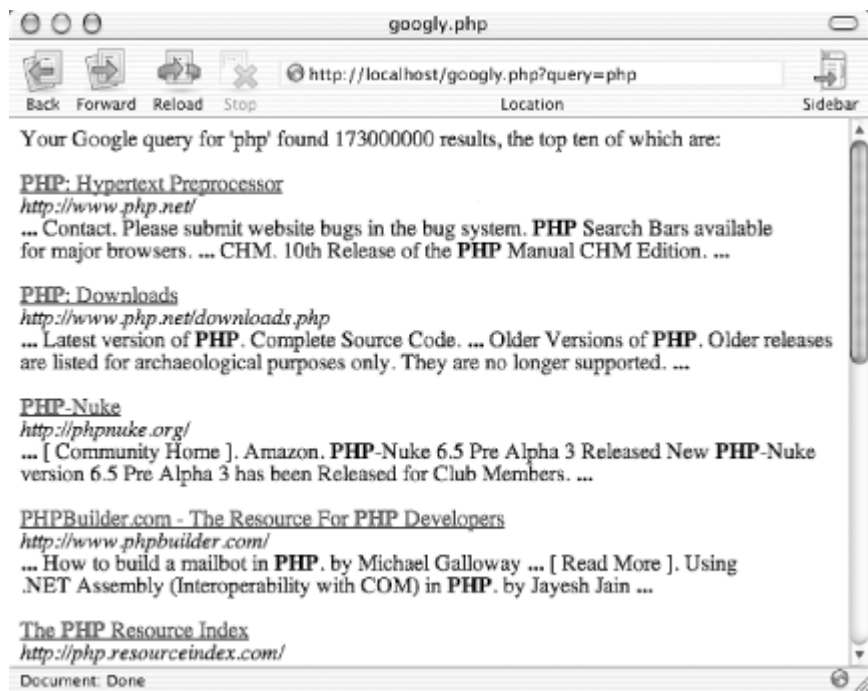 googly.php
http://localhost/googly.php?query=php
Back Forward Reload Stop Location Sidebar
Your Google query for 'php' found 173000000 results, the top ten of which are:
PHP: Hypertext Preprocessor
http://www.php.net/
... Contact. Please submit website bugs in the bug system. PHP Search Bars available
for major browsers. ... CHM. 10th Release of the PHP Manual CHM Edition. ...
PHP: Downloads
http://www.php.net/downloads.php
... Latest version of PHP. Complete Source Code. ... Older Versions of PHP. Older releases
are listed for archaeological purposes only. They are no longer supported. ...
PHP-Nuke
http://phpnuke.org/
... [ Community Home ]. Amazon. PHP-Nuke 6.5 Pre Alpha 3 Released New PHP-Nuke
version 6.5 Pre Alpha 3 has been Released for Club Members. ...
PHPBuilder.com - The Resource For PHP Developers
http://www.phpbuilder.com/
... How to build a mailbot in PHP. by Michael Galloway ... [ Read More ]. Using
.NET Assembly (Interoperability with COM) in PHP. by Jayesh Jain ...
The PHP Resource Index
http://php.resourceindex.com/
Document: Done